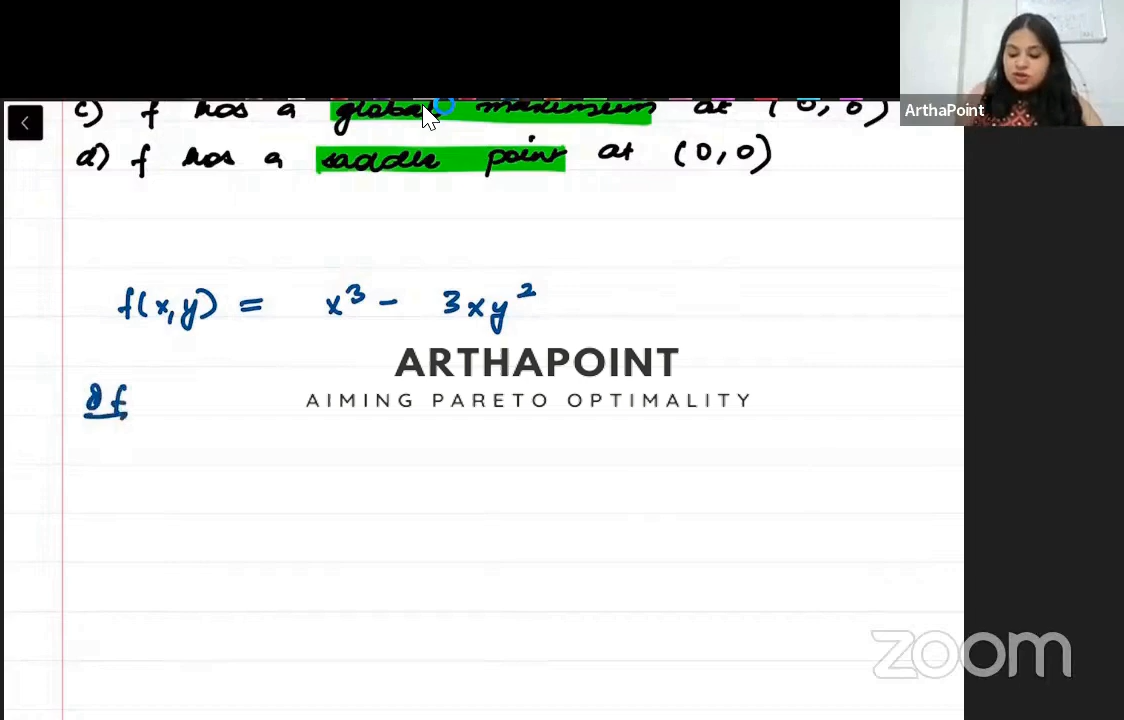 c) f has a global maximum at (0,0)
ArthaPoint
d) f has a saddle point at (0,0)
f(x,y) = x³ - 3xy²
ARTHAPOINT
∂f
AIMING PARETO OPTIMALITY
zoom